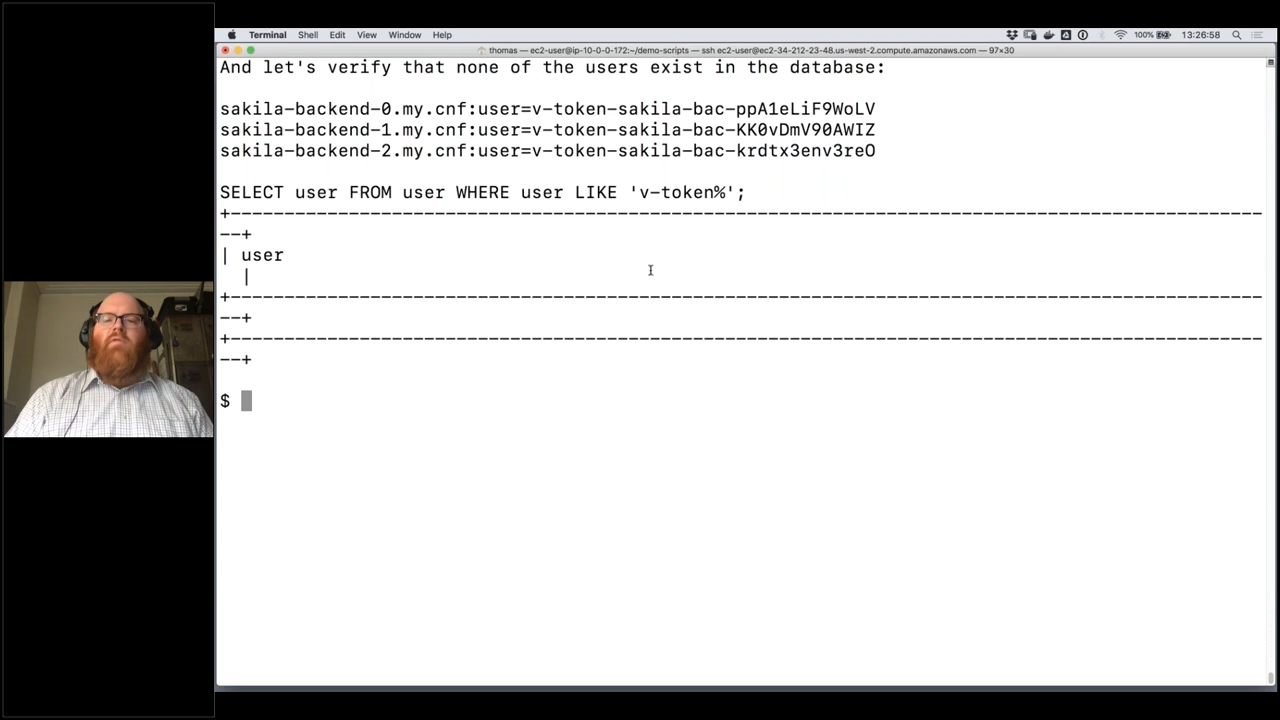 Terminal Shell Edit View Window Help 100% 13:26:58
thomas — ec2-user@ip-10-0-0-172:~/demo-scripts — ssh ec2-user@ec2-34-212-23-48.us-west-2.compute.amazonaws.com — 97×30
And let's verify that none of the users exist in the database:
sakila-backend-0.my.cnf:user=v-token-sakila-bac-ppA1eLiF9WoLV
sakila-backend-1.my.cnf:user=v-token-sakila-bac-KK0vDmV90AWIZ
sakila-backend-2.my.cnf:user=v-token-sakila-bac-krdtx3env3reO
SELECT user FROM user WHERE user LIKE 'v-token%';
+-------------------------------------------------------------------------------------------------
--+
| user
  |
+-------------------------------------------------------------------------------------------------
--+
+-------------------------------------------------------------------------------------------------
--+
$